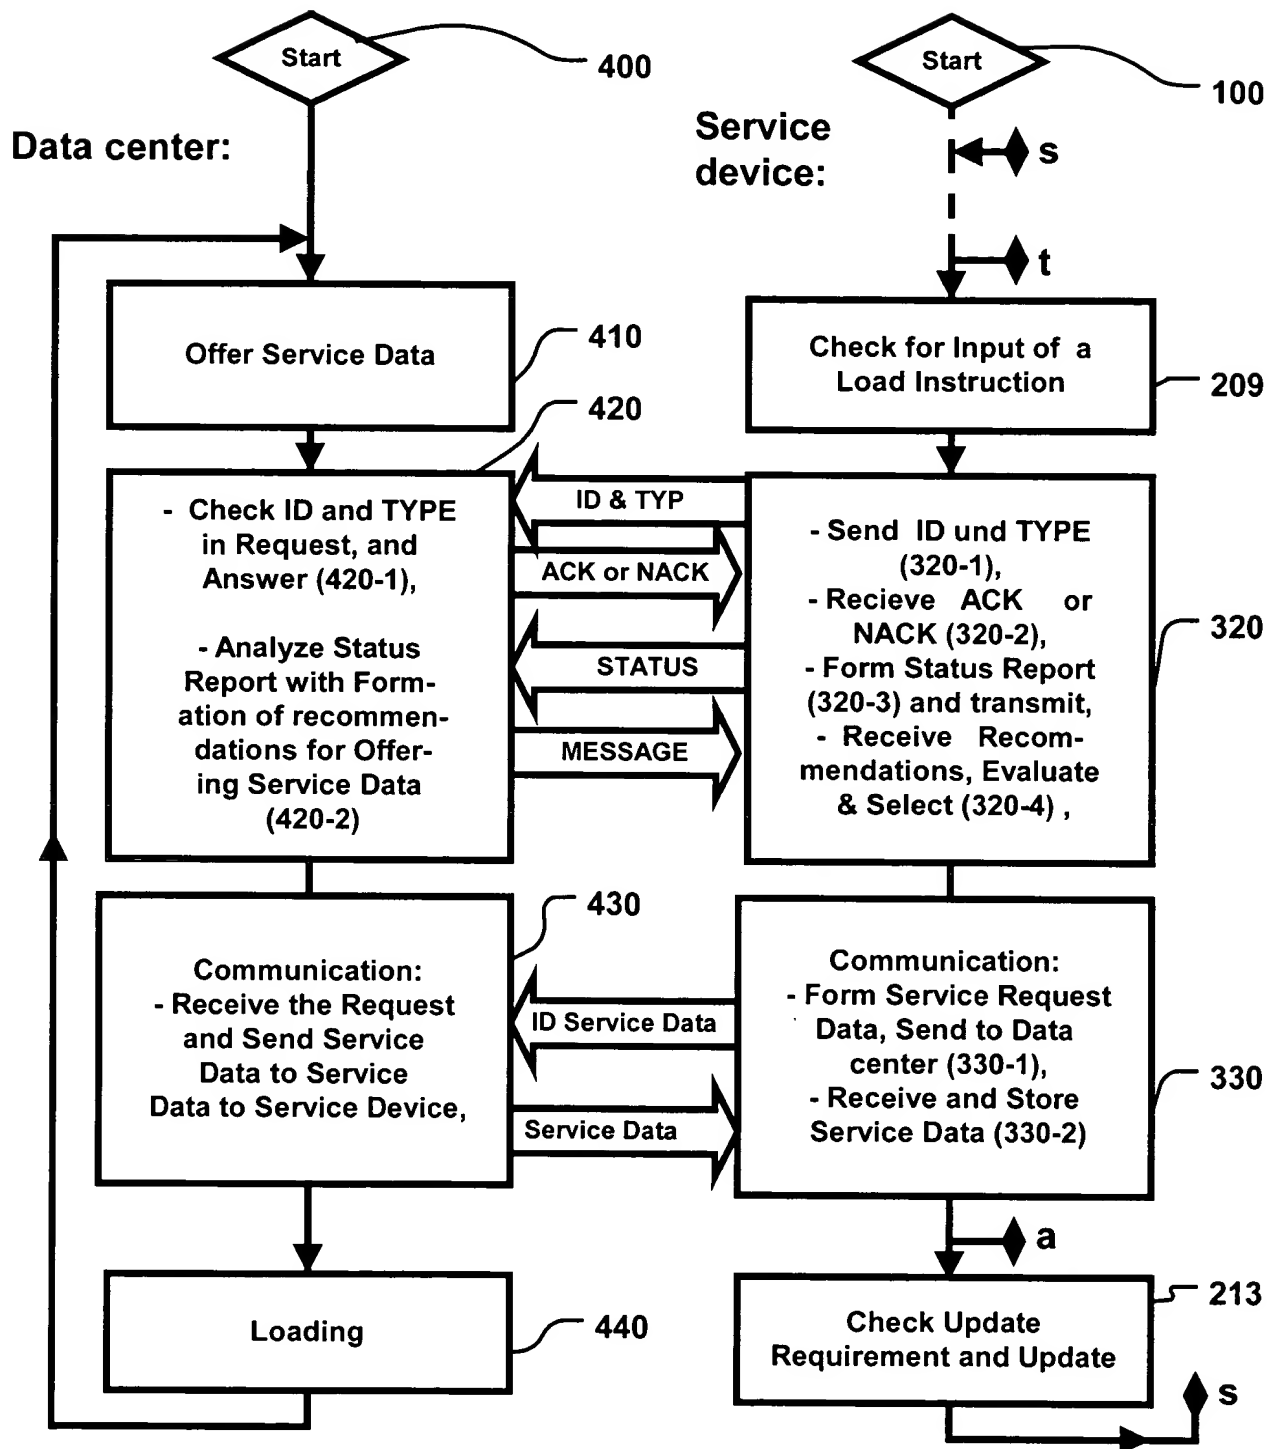 Start
400
Data center:
Offer Service Data
410
420
- Check ID and TYPE
in Request, and
Answer (420-1),
- Analyze Status
Report with Form-
ation of recommen-
dations for Offer-
ing Service Data
(420-2)
430
Communication:
- Receive the Request
and Send Service
Data to Service
Data to Service Device,
Loading
440
ID & TYP
ACK or NACK
STATUS
MESSAGE
ID Service Data
Service Data
Start
100
Service
device:
s
t
Check for Input of a
Load Instruction
209
- Send ID und TYPE
(320-1),
- Recieve ACK or
NACK (320-2),
- Form Status Report
(320-3) and transmit,
- Receive Recom-
mendations, Evaluate
& Select (320-4) ,
320
Communication:
- Form Service Request
Data, Send to Data
center (330-1),
- Receive and Store
Service Data (330-2)
330
a
213
Check Update
Requirement and Update
s